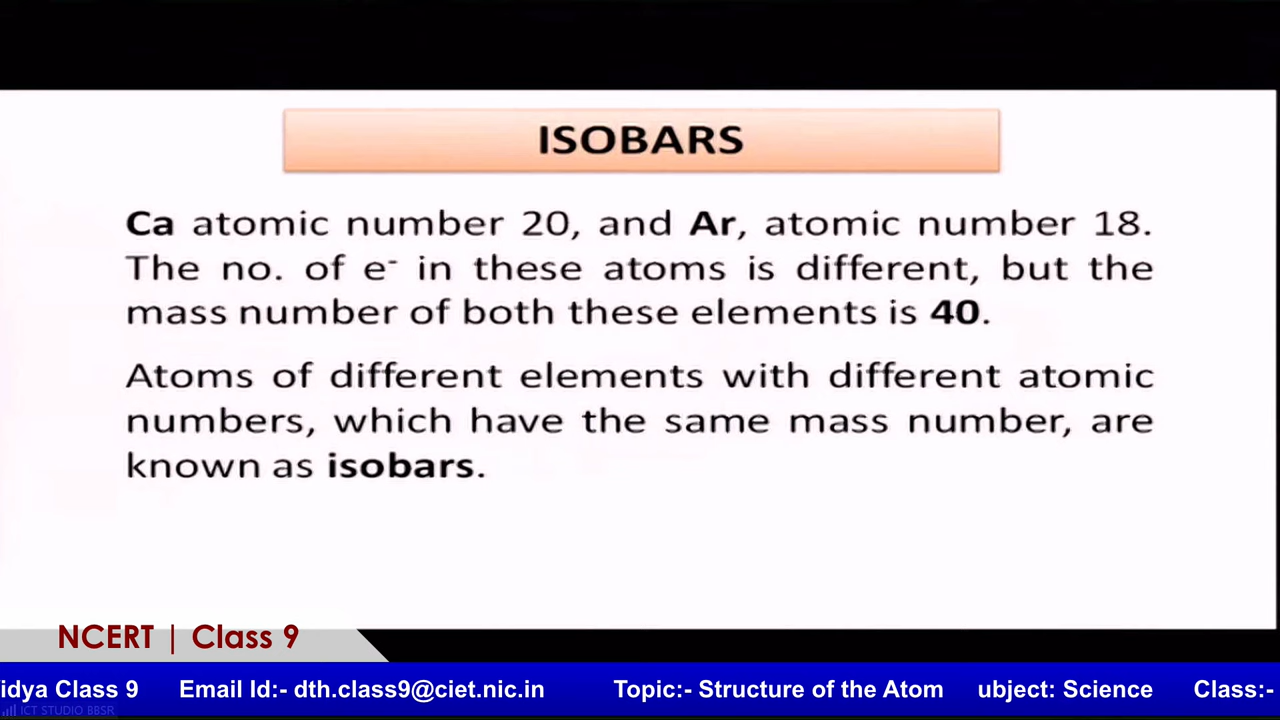 ISOBARS
Ca atomic number 20, and Ar, atomic number 18.
The no. of e⁻ in these atoms is different, but the
mass number of both these elements is 40.
Atoms of different elements with different atomic
numbers, which have the same mass number, are
known as isobars.
NCERT | Class 9
idya Class 9 Email Id:- dth.class9@ciet.nic.in Topic:- Structure of the Atom ubject: Science Class:-
ICT STUDIO BBSR